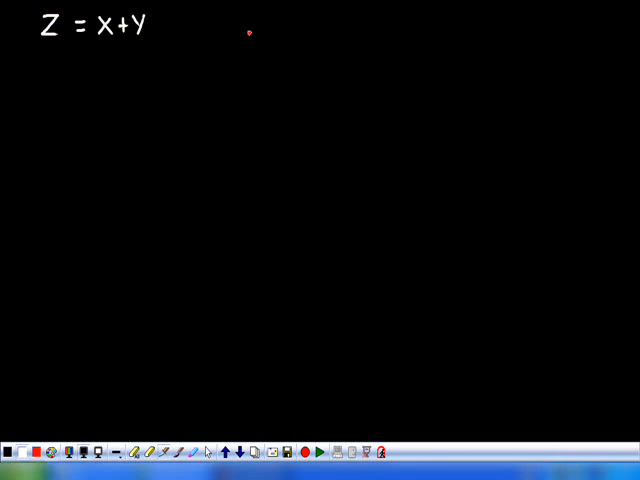 Z = X+Y